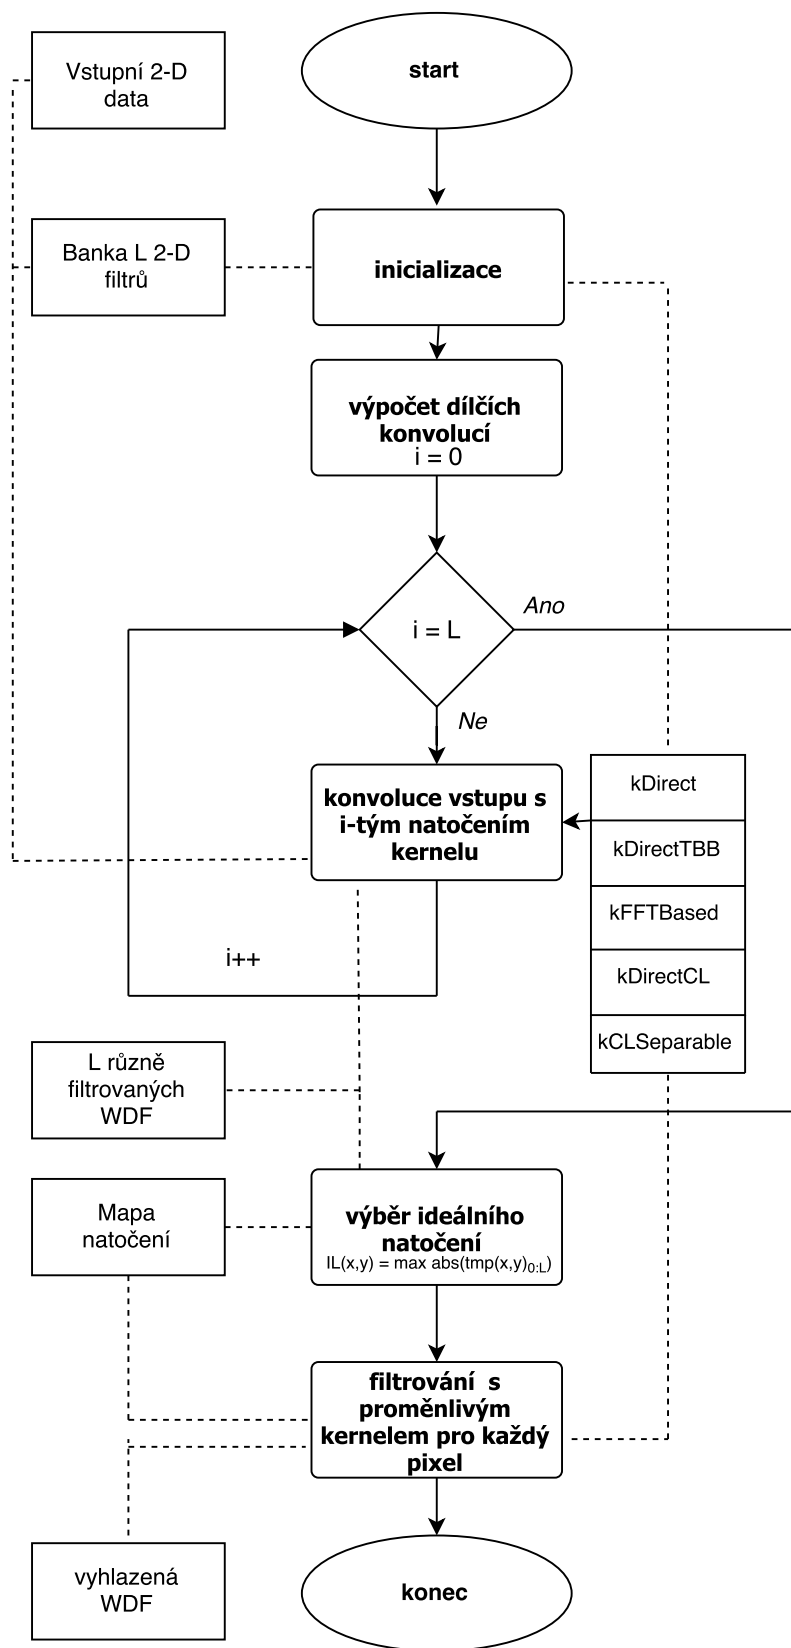 Vstupní 2-D
data
start
Banka L 2-D
filtrů
inicializace
výpočet dílčích
konvolucí
i = 0
Ano
i = L
Ne
konvoluce vstupu s
i-tým natočením
kernelu
kDirect
kDirectTBB
kFFTBased
kDirectCL
kCLSeparable
i++
L různě
filtrovaných
WDF
Mapa
natočení
výběr ideálního
natočení
IL(x,y) = max abs(tmp(x,y)0:L)
filtrování s
proměnlivým
kernelem pro každý
pixel
vyhlazená
WDF
konec